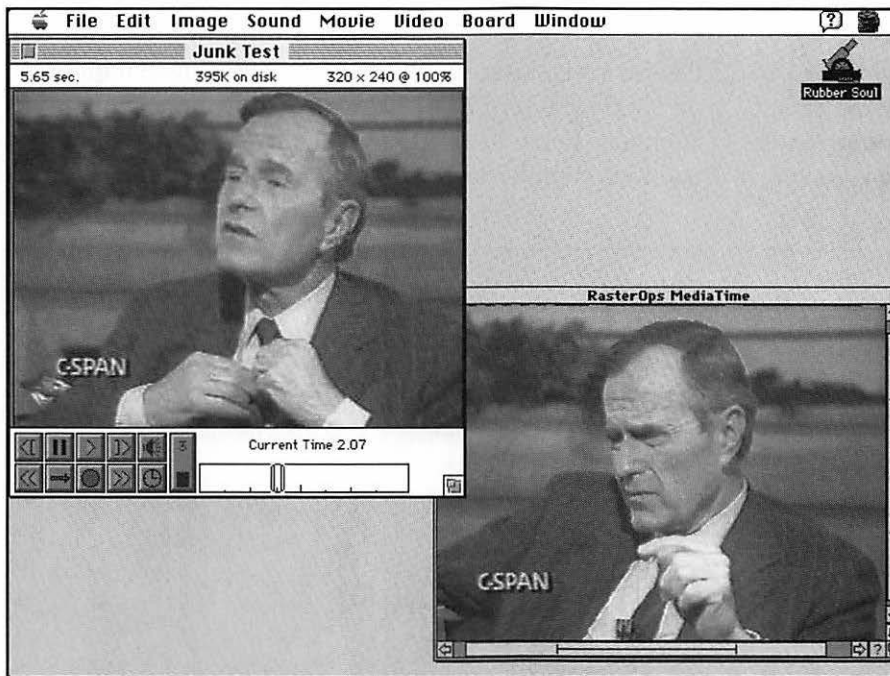 File Edit Image Sound Movie Video Board Window ?
Junk Test
5.65 sec. 395K on disk 320 × 240 @ 100%
Rubber Soul
C-SPAN
RasterOps MediaTime
3
Current Time 2.07
C-SPAN
?